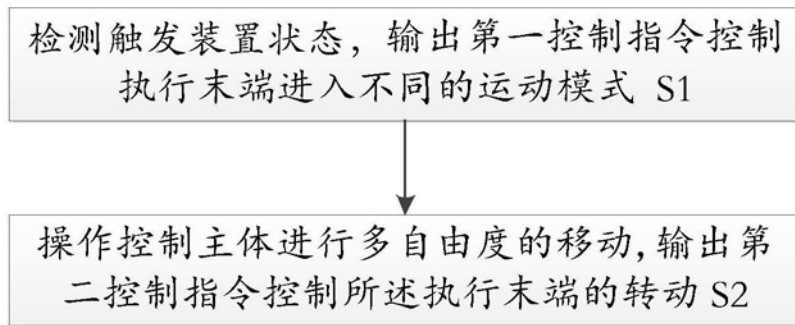 检测触发装置状态，输出第一控制指令控制
执行末端进入不同的运动模式 S1
操作控制主体进行多自由度的移动,输出第
二控制指令控制所述执行末端的转动 S2